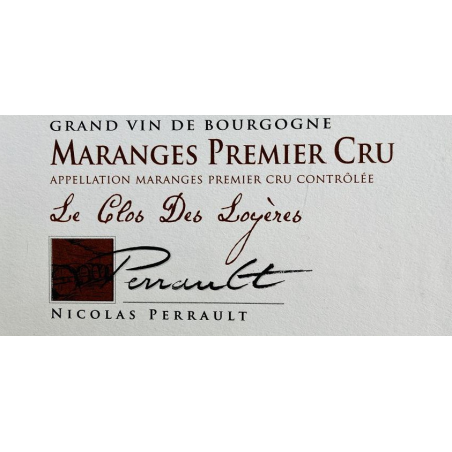 GRAND VIN DE BOURGOGNE
MARANGES PREMIER CRU
APPELLATION MARANGES PREMIER CRU CONTRÔLÉE
Le Clos Des Loyères
Perrault
NICOLAS PERRAULT